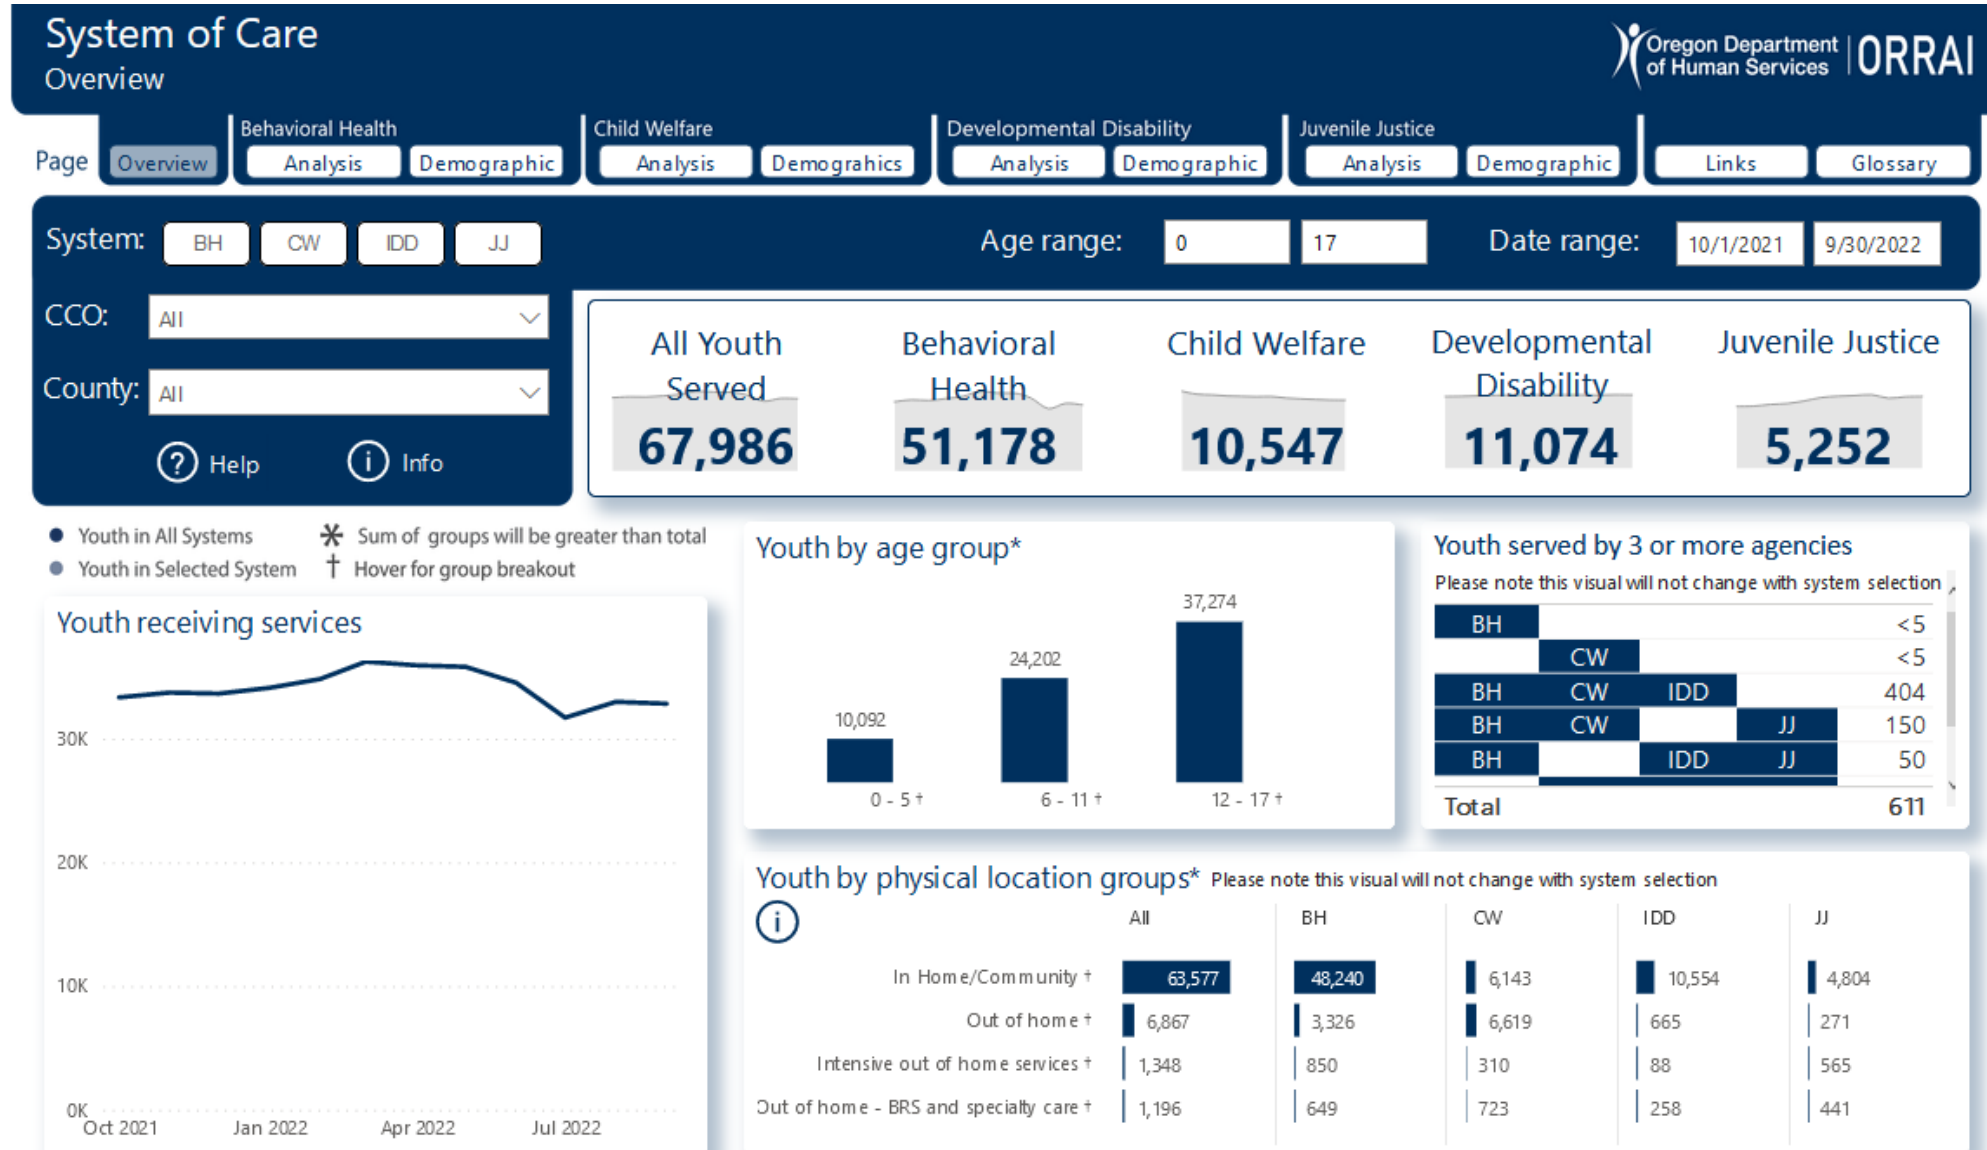 System of Care
Overview
Oregon Department
of Human Services
ORRAI
Page
Overview
Behavioral Health
Analysis
Demographic
Child Welfare
Analysis
Demograhics
Developmental Disability
Analysis
Demographic
Juvenile Justice
Analysis
Demographic
Links
Glossary
System:
BH
CW
IDD
JJ
Age range:
0
17
Date range:
10/1/2021
9/30/2022
CCO:
All
County:
All
? Help
i Info
All Youth
Served
67,986
Behavioral
Health
51,178
Child Welfare
10,547
Developmental
Disability
11,074
Juvenile Justice
5,252
● Youth in All Systems
* Sum of groups will be greater than total
● Youth in Selected System
† Hover for group breakout
Youth receiving services
30K
20K
10K
0K
Oct 2021
Jan 2022
Apr 2022
Jul 2022
Youth by age group*
10,092
24,202
37,274
0 - 5 †
6 - 11 †
12 - 17 †
Youth served by 3 or more agencies
Please note this visual will not change with system selection
BH <5
CW <5
BH CW IDD 404
BH CW JJ 150
BH IDD JJ 50
Total 611
Youth by physical location groups* Please note this visual will not change with system selection
i
All BH CW IDD JJ
In Home/Community † 63,577 48,240 6,143 10,554 4,804
Out of home † 6,867 3,326 6,619 665 271
Intensive out of home services † 1,348 850 310 88 565
Out of home - BRS and specialty care † 1,196 649 723 258 441